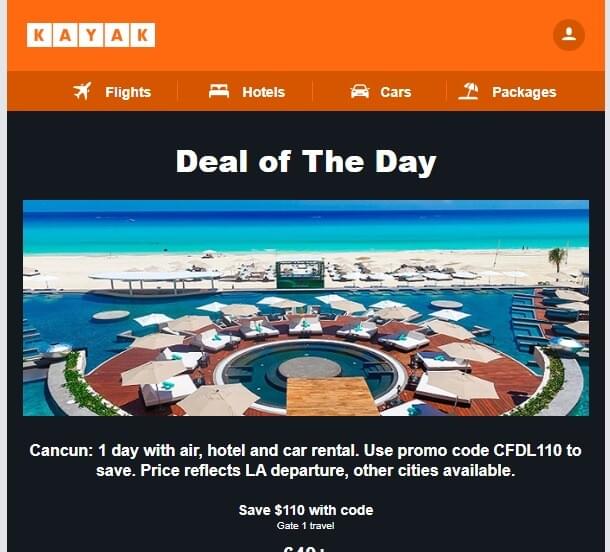 KAYAK
Flights Hotels Cars Packages
Deal of The Day
Cancun: 1 day with air, hotel and car rental. Use promo code CFDL110 to
save. Price reflects LA departure, other cities available.
Save $110 with code
Gate 1 travel